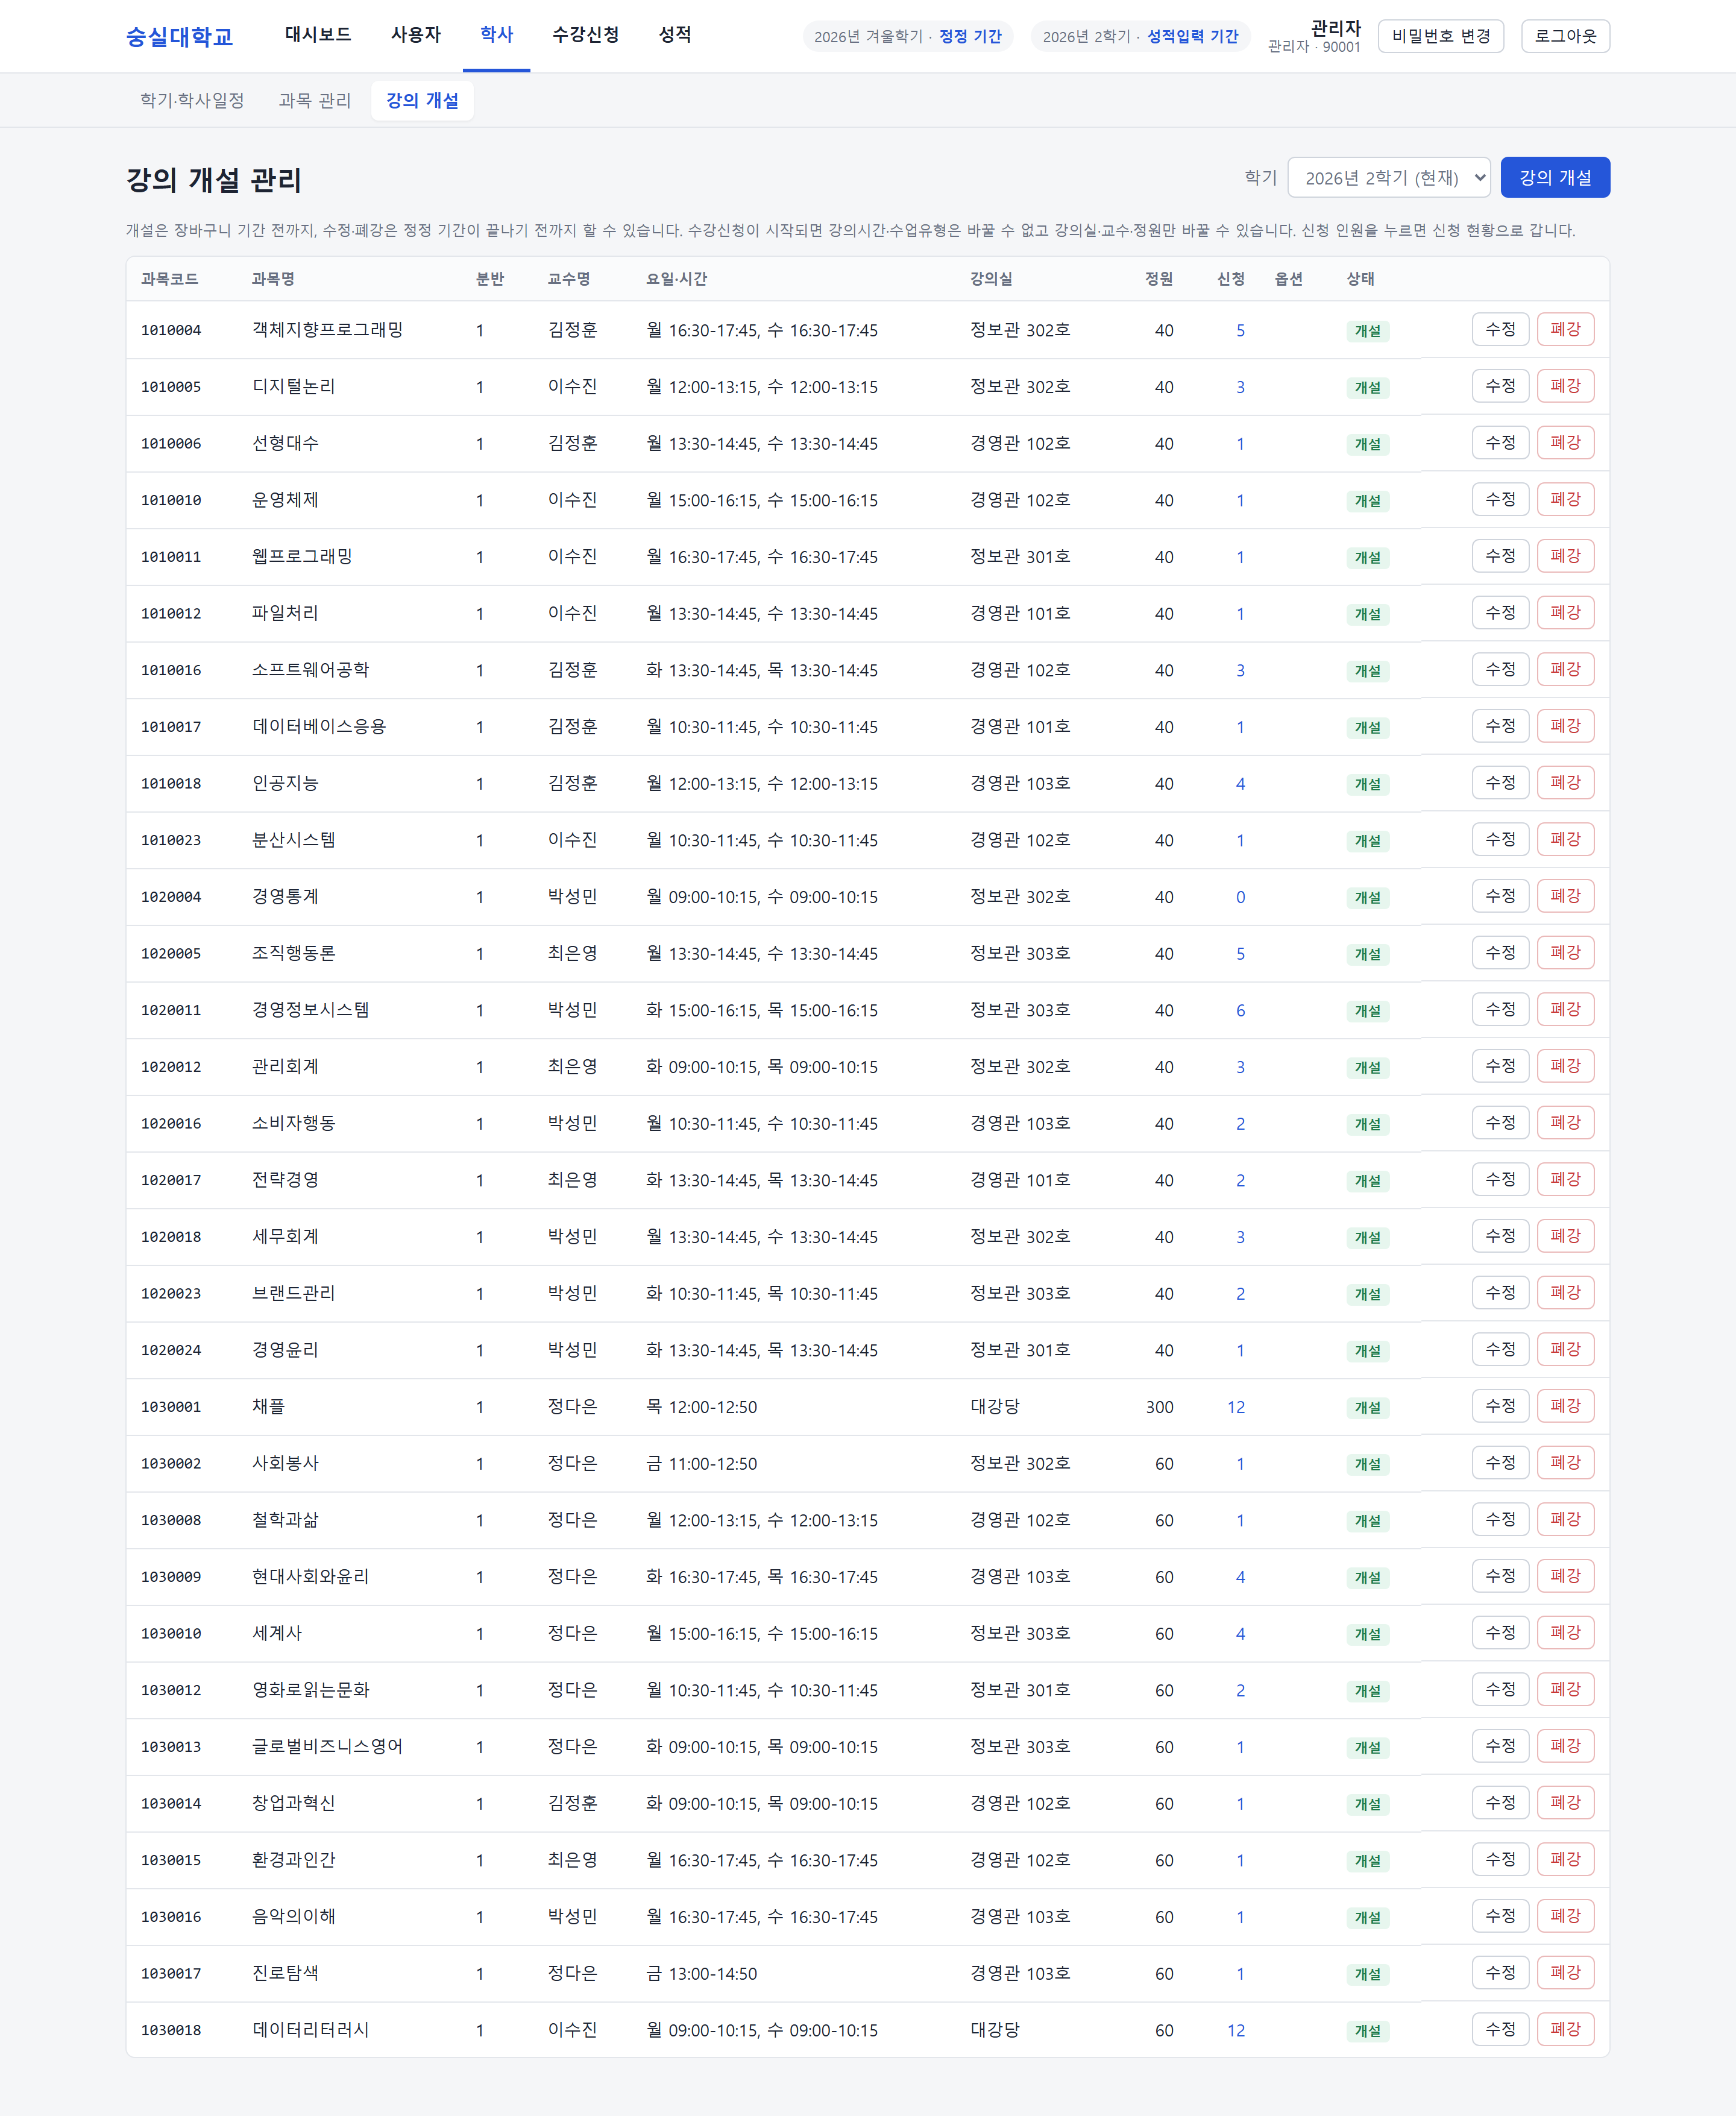 숭실대학교 대시보드 사용자 학사 수강신청 성적 2026년 겨울학기 · 정정 기간 2026년 2학기 · 성적입력 기간 관리자 관리자 · 90001 비밀번호 변경 로그아웃
학기·학사일정 과목 관리 강의 개설
강의 개설 관리 학기 2026년 2학기 (현재) 강의 개설
개설은 장바구니 기간 전까지, 수정·폐강은 정정 기간이 끝나기 전까지 할 수 있습니다. 수강신청이 시작되면 강의시간·수업유형은 바꿀 수 없고 강의실·교수·정원만 바꿀 수 있습니다. 신청 인원을 누르면 신청 현황으로 갑니다.
과목코드 과목명 분반 교수명 요일·시간 강의실 정원 신청 옵션 상태
1010004 객체지향프로그래밍 1 김정훈 월 16:30-17:45, 수 16:30-17:45 정보관 302호 40 5 개설 수정 폐강
1010005 디지털논리 1 이수진 월 12:00-13:15, 수 12:00-13:15 정보관 302호 40 3 개설 수정 폐강
1010006 선형대수 1 김정훈 월 13:30-14:45, 수 13:30-14:45 경영관 102호 40 1 개설 수정 폐강
1010010 운영체제 1 이수진 월 15:00-16:15, 수 15:00-16:15 경영관 102호 40 1 개설 수정 폐강
1010011 웹프로그래밍 1 이수진 월 16:30-17:45, 수 16:30-17:45 정보관 301호 40 1 개설 수정 폐강
1010012 파일처리 1 이수진 월 13:30-14:45, 수 13:30-14:45 경영관 101호 40 1 개설 수정 폐강
1010016 소프트웨어공학 1 김정훈 화 13:30-14:45, 목 13:30-14:45 경영관 102호 40 3 개설 수정 폐강
1010017 데이터베이스응용 1 김정훈 월 10:30-11:45, 수 10:30-11:45 경영관 101호 40 1 개설 수정 폐강
1010018 인공지능 1 김정훈 월 12:00-13:15, 수 12:00-13:15 경영관 103호 40 4 개설 수정 폐강
1010023 분산시스템 1 이수진 월 10:30-11:45, 수 10:30-11:45 경영관 102호 40 1 개설 수정 폐강
1020004 경영통계 1 박성민 월 09:00-10:15, 수 09:00-10:15 정보관 302호 40 0 개설 수정 폐강
1020005 조직행동론 1 최은영 월 13:30-14:45, 수 13:30-14:45 정보관 303호 40 5 개설 수정 폐강
1020011 경영정보시스템 1 박성민 화 15:00-16:15, 목 15:00-16:15 정보관 303호 40 6 개설 수정 폐강
1020012 관리회계 1 최은영 화 09:00-10:15, 목 09:00-10:15 정보관 302호 40 3 개설 수정 폐강
1020016 소비자행동 1 박성민 월 10:30-11:45, 수 10:30-11:45 경영관 103호 40 2 개설 수정 폐강
1020017 전략경영 1 최은영 화 13:30-14:45, 목 13:30-14:45 경영관 101호 40 2 개설 수정 폐강
1020018 세무회계 1 박성민 월 13:30-14:45, 수 13:30-14:45 정보관 302호 40 3 개설 수정 폐강
1020023 브랜드관리 1 박성민 화 10:30-11:45, 목 10:30-11:45 정보관 303호 40 2 개설 수정 폐강
1020024 경영윤리 1 박성민 화 13:30-14:45, 목 13:30-14:45 정보관 301호 40 1 개설 수정 폐강
1030001 채플 1 정다은 목 12:00-12:50 대강당 300 12 개설 수정 폐강
1030002 사회봉사 1 정다은 금 11:00-12:50 정보관 302호 60 1 개설 수정 폐강
1030008 철학과삶 1 정다은 월 12:00-13:15, 수 12:00-13:15 경영관 102호 60 1 개설 수정 폐강
1030009 현대사회와윤리 1 정다은 화 16:30-17:45, 목 16:30-17:45 경영관 103호 60 4 개설 수정 폐강
1030010 세계사 1 정다은 월 15:00-16:15, 수 15:00-16:15 정보관 303호 60 4 개설 수정 폐강
1030012 영화로읽는문화 1 정다은 월 10:30-11:45, 수 10:30-11:45 정보관 301호 60 2 개설 수정 폐강
1030013 글로벌비즈니스영어 1 정다은 화 09:00-10:15, 목 09:00-10:15 정보관 303호 60 1 개설 수정 폐강
1030014 창업과혁신 1 김정훈 화 09:00-10:15, 목 09:00-10:15 경영관 102호 60 1 개설 수정 폐강
1030015 환경과인간 1 최은영 월 16:30-17:45, 수 16:30-17:45 경영관 102호 60 1 개설 수정 폐강
1030016 음악의이해 1 박성민 월 16:30-17:45, 수 16:30-17:45 경영관 103호 60 1 개설 수정 폐강
1030017 진로탐색 1 정다은 금 13:00-14:50 경영관 103호 60 1 개설 수정 폐강
1030018 데이터리터러시 1 이수진 월 09:00-10:15, 수 09:00-10:15 대강당 60 12 개설 수정 폐강